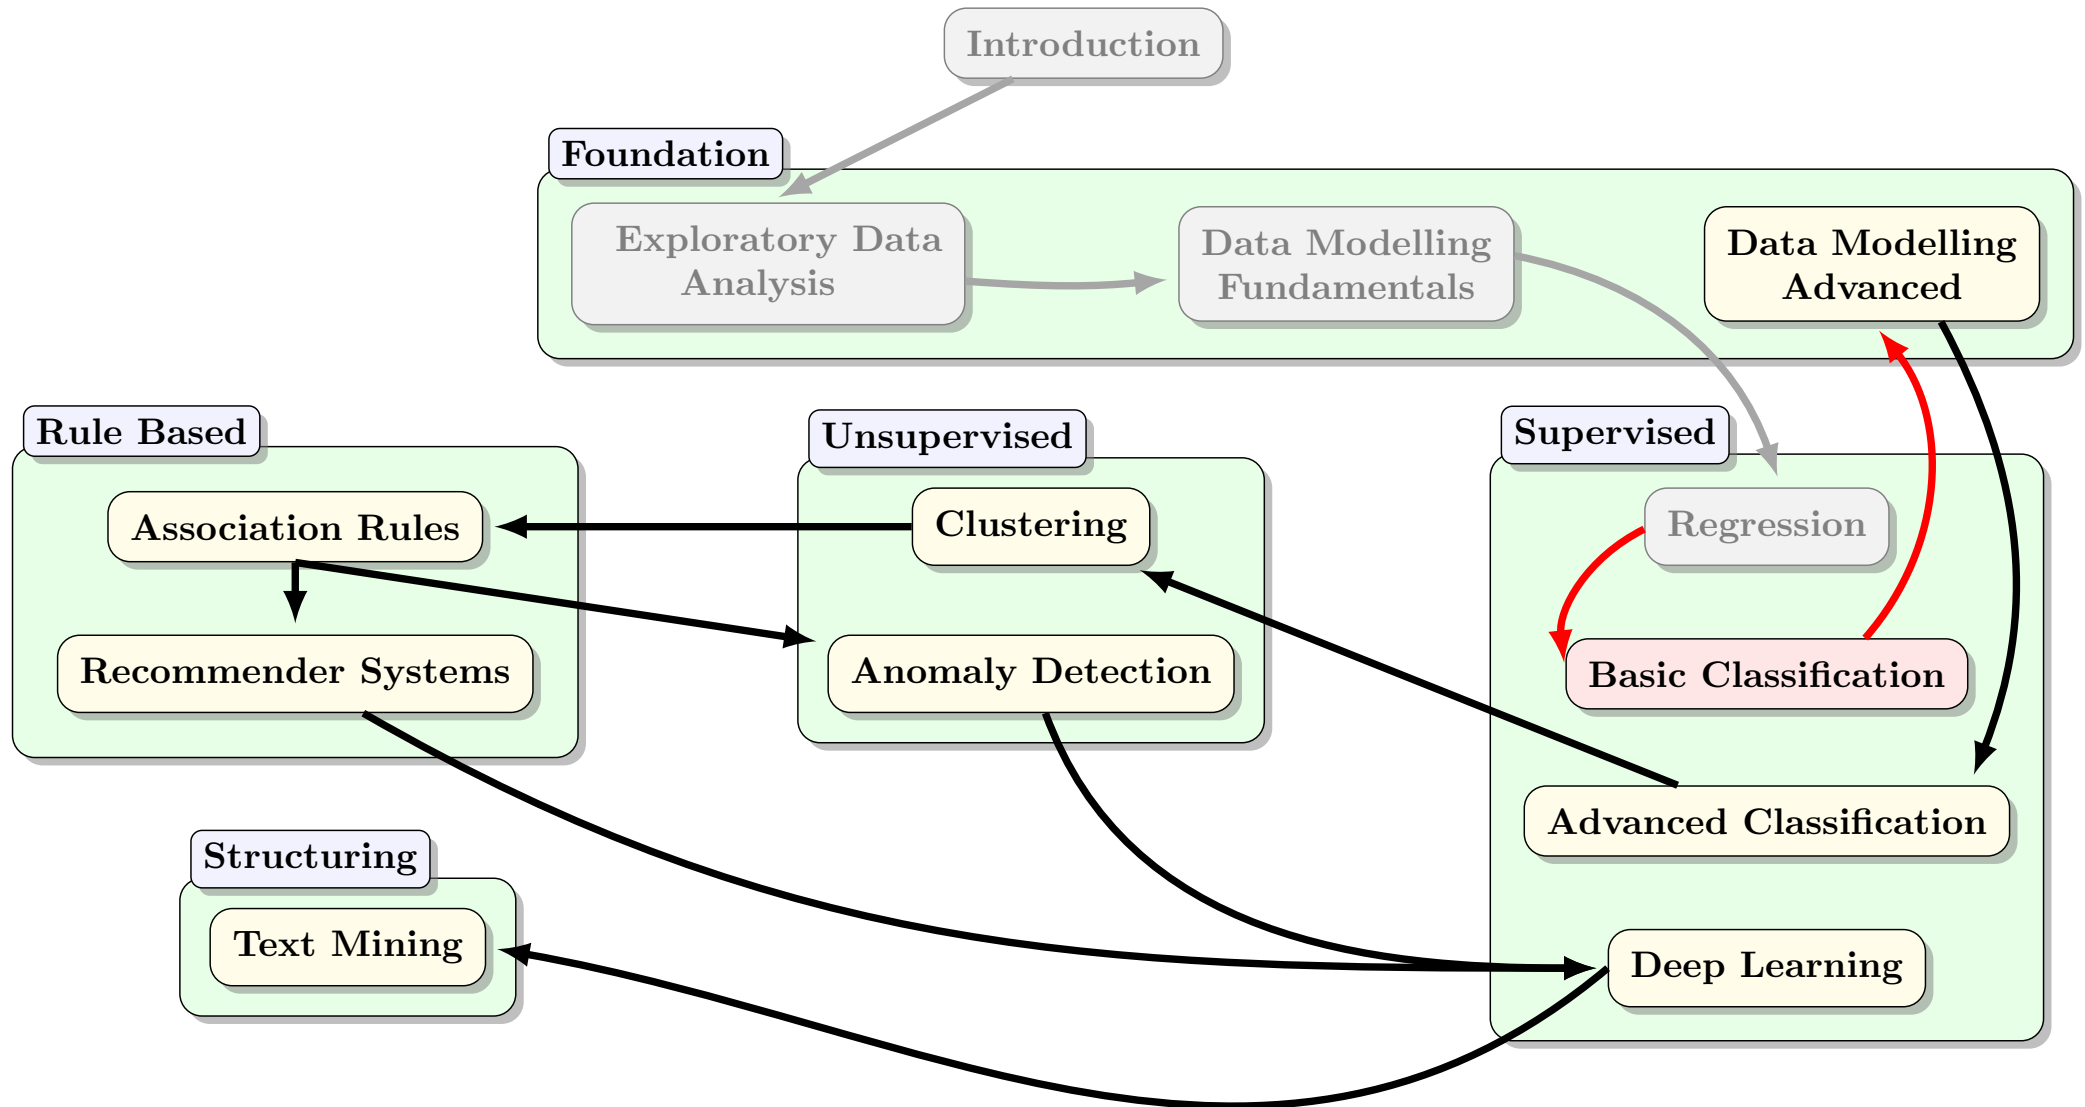 Introduction
Foundation
Exploratory Data
Analysis
Data Modelling
Fundamentals
Data Modelling
Advanced
Rule Based
Association Rules
Recommender Systems
Unsupervised
Clustering
Anomaly Detection
Supervised
Regression
Basic Classification
Advanced Classification
Deep Learning
Structuring
Text Mining